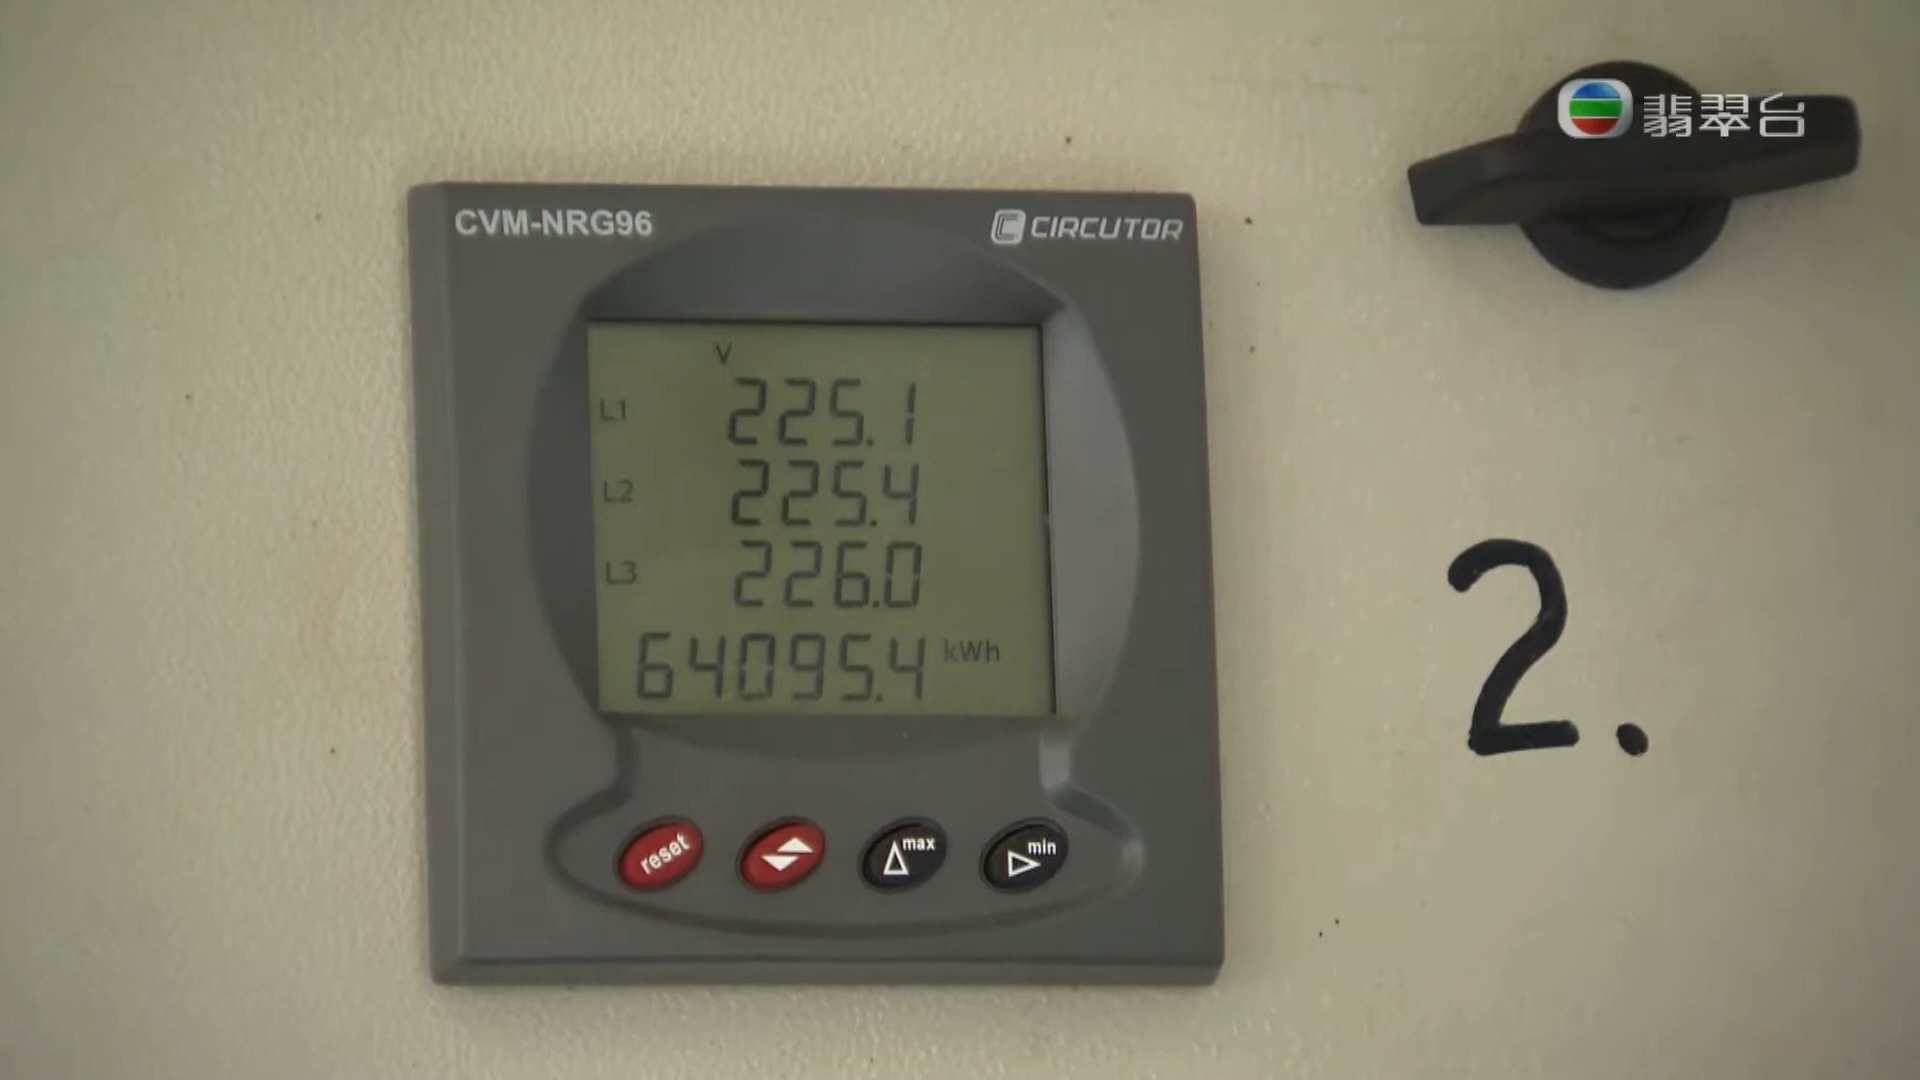 翡翠台
CVM-NRG96
CIRCUTOR
V
L1 225.1
L2 225.4
L3 226.0
64095.4 kWh
2.
reset
max
min